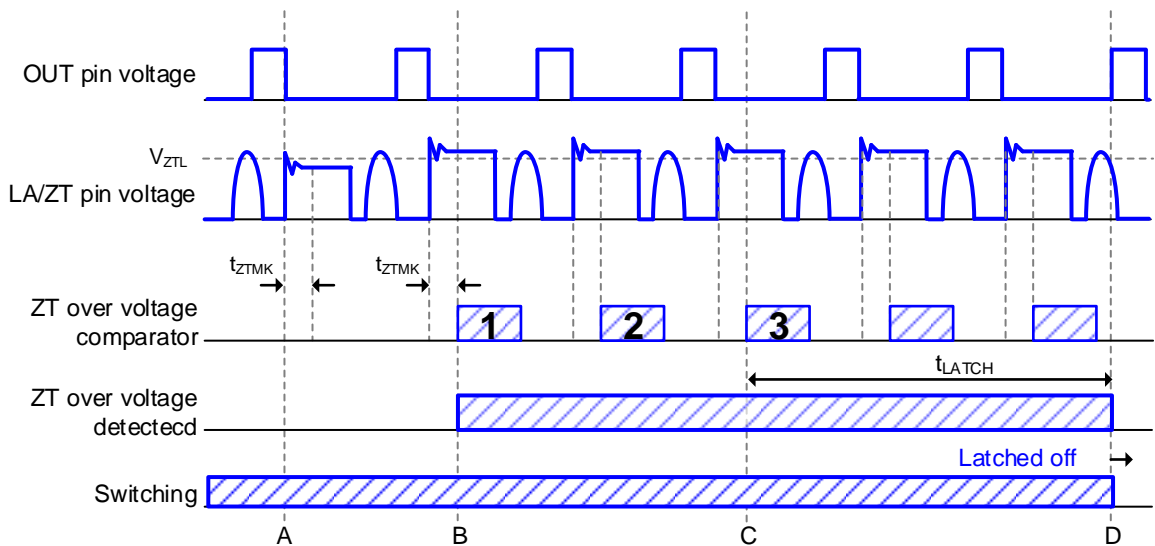 OUT pin voltage
V_ZTL
LA/ZT pin voltage
t_ZTMK t_ZTMK
ZT over voltage
comparator
1 2 3
t_LATCH
ZT over voltage
detectecd
Latched off
Switching
A B C D